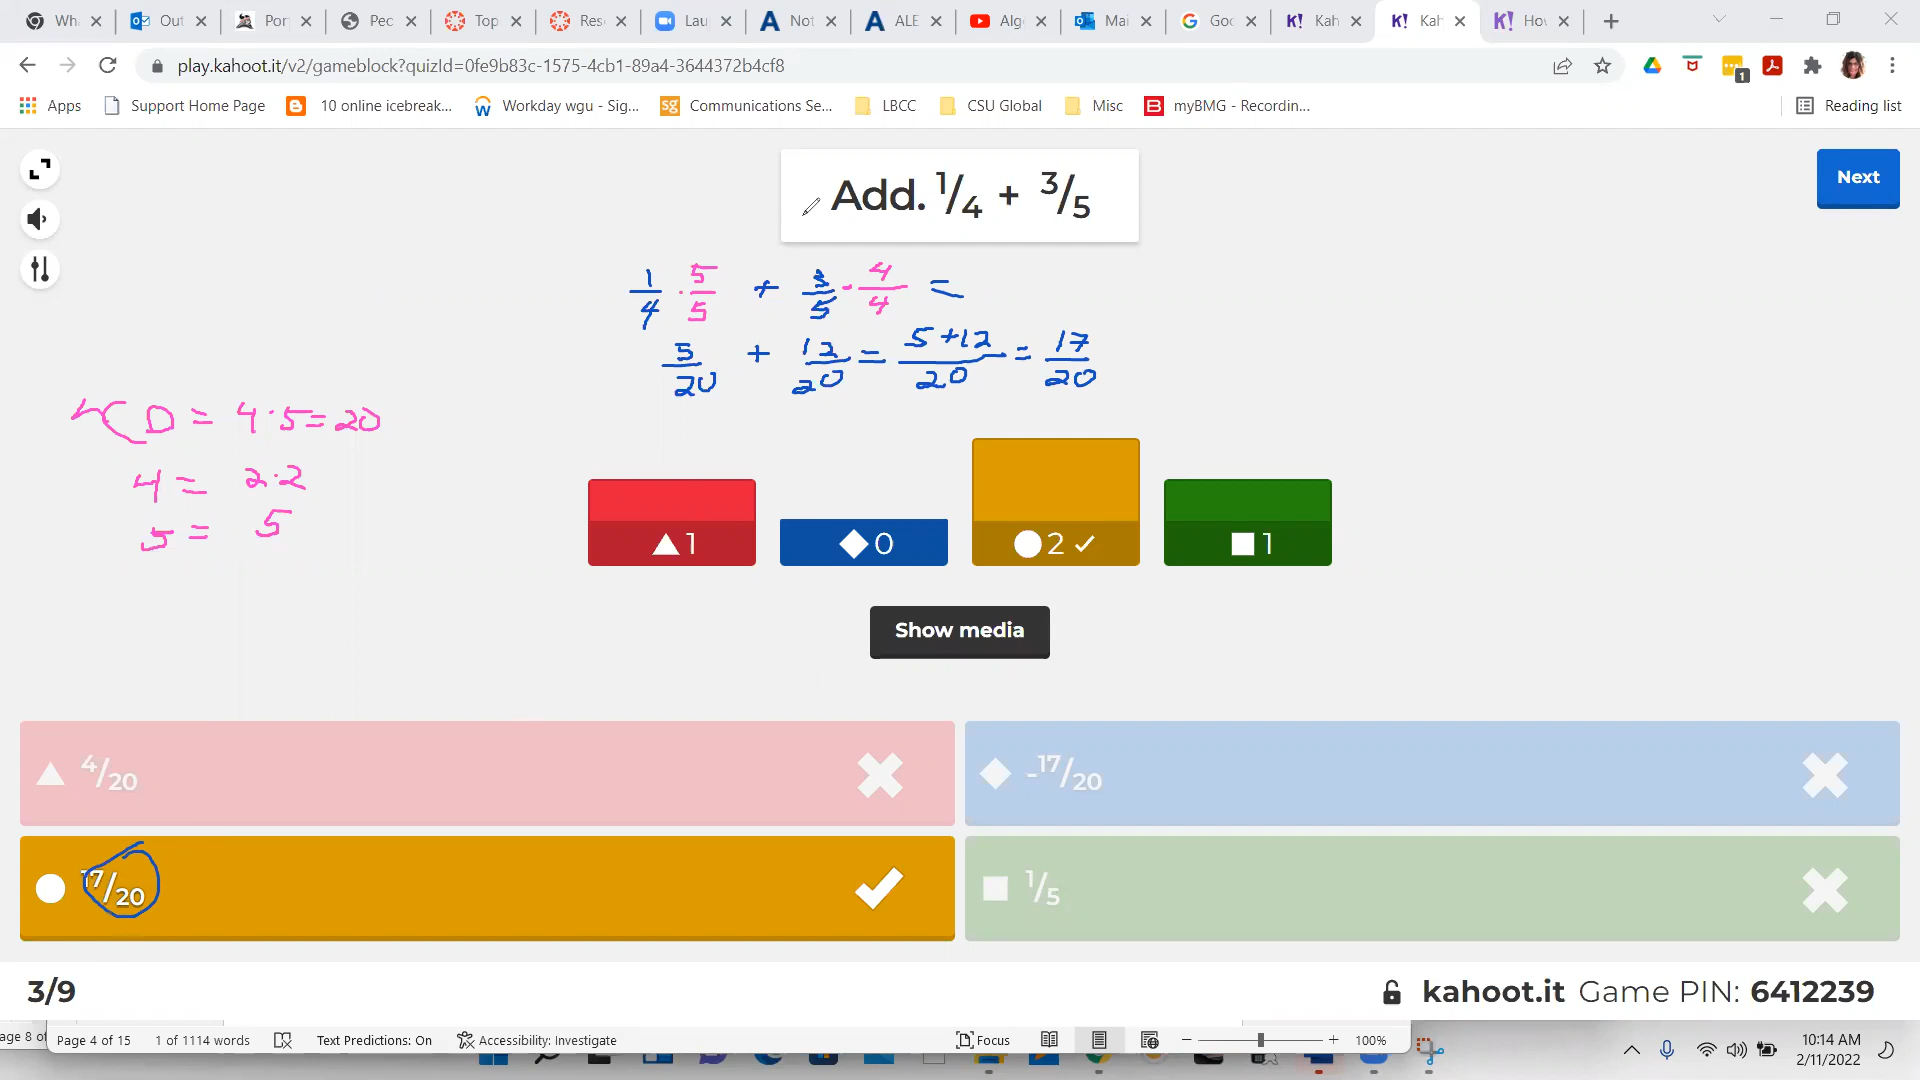 Wh
Out
Por
Pec
Top
Res
Lau
Not
ALE
Alg
Mai
Goo
Kah
Kah
Hov
play.kahoot.it/v2/gameblock?quizId=0fe9b83c-1575-4cb1-89a4-3644372b4cf8
1
Apps
Support Home Page
10 online icebreak...
Workday wgu - Sig...
sg Communications Se...
LBCC
CSU Global
Misc
myBMG - Recordin...
Reading list
Add. 1/4 + 3/5
Next
1/4 · 5/5 + 3/5 · 4/4 =
5/20 + 12/20 = 5+12/20 = 17/20
LCD = 4·5=20
4 = 2·2
5 = 5
1
0
2
1
Show media
4/20
-17/20
17/20
1/5
3/9
kahoot.it Game PIN: 6412239
age 8 of
Page 4 of 15
1 of 1114 words
Text Predictions: On
Accessibility: Investigate
Focus
100%
10:14 AM
2/11/2022